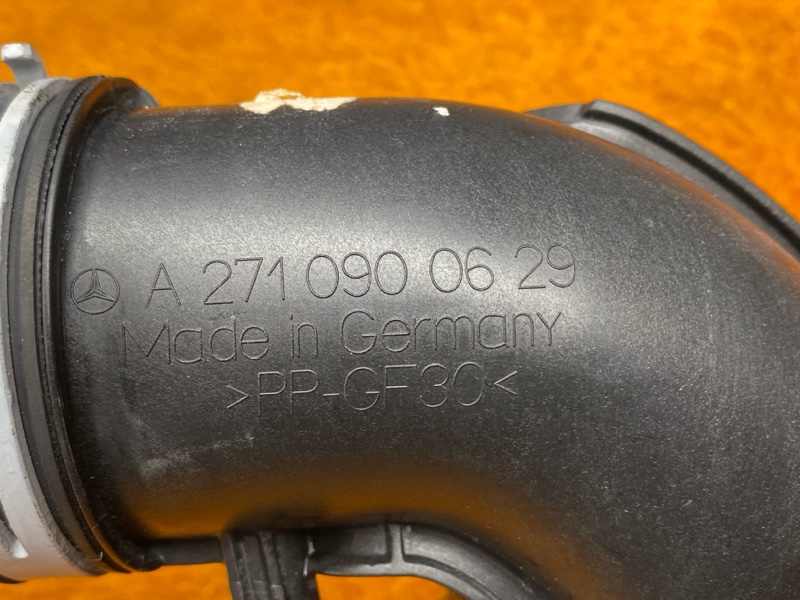 A 271 090 06 29
Made in Germany
>PP-GF30<